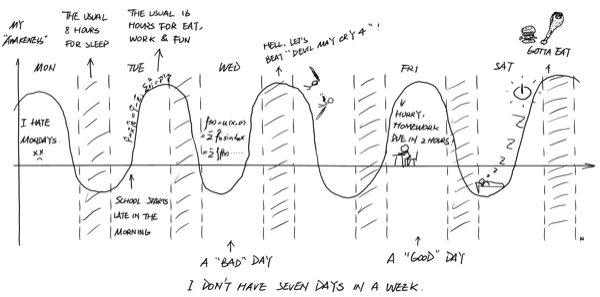 MY
"AWAKENESS"
THE USUAL
8 HOURS
FOR SLEEP
THE USUAL 16
HOURS FOR EAT,
WORK & FUN
HELL, LET'S
BEAT "DEVIL MAY CRY 4"!
GOTTA EAT
MON
TUE
WED
FRI
SAT
I HATE
MONDAYS.
HURRY,
HOMEWORK
DUE IN 2 HOURS!
Z
Z
Z
Z
Z
SCHOOL STARTS
LATE IN THE
MORNING
A "BAD" DAY
A "GOOD" DAY
I DON'T HAVE SEVEN DAYS IN A WEEK.